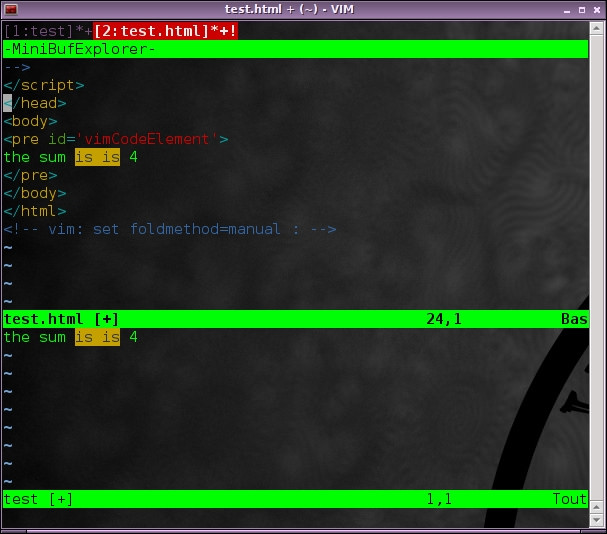 test.html + (~) - VIM
[1:test]*+[2:test.html]*+!
-MiniBufExplorer-
-->
</script>
</head>
<body>
<pre id='vimCodeElement'>
the sum is is 4
</pre>
</body>
</html>
<!-- vim: set foldmethod=manual : -->
~
~
~
~
test.html [+] 24,1 Bas
the sum is is 4
~
~
~
~
~
~
~
~
test [+] 1,1 Tout